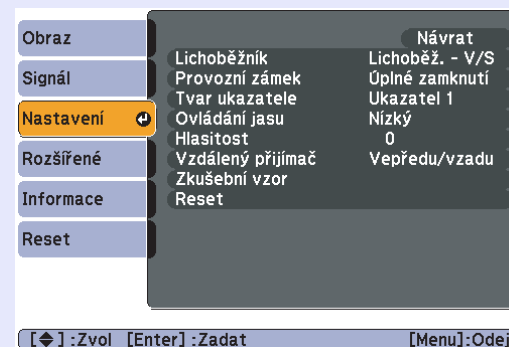 Obraz
Signál
Nastavení
Rozšířené
Informace
Reset
Návrat
Lichoběžník Lichoběž. - V/S
Provozní zámek Úplné zamknutí
Tvar ukazatele Ukazatel 1
Ovládání jasu Nízký
Hlasitost 0
Vzdálený přijímač Vepředu/vzadu
Zkušební vzor
Reset
[◆] :Zvol [Enter] :Zadat [Menu]:Odej